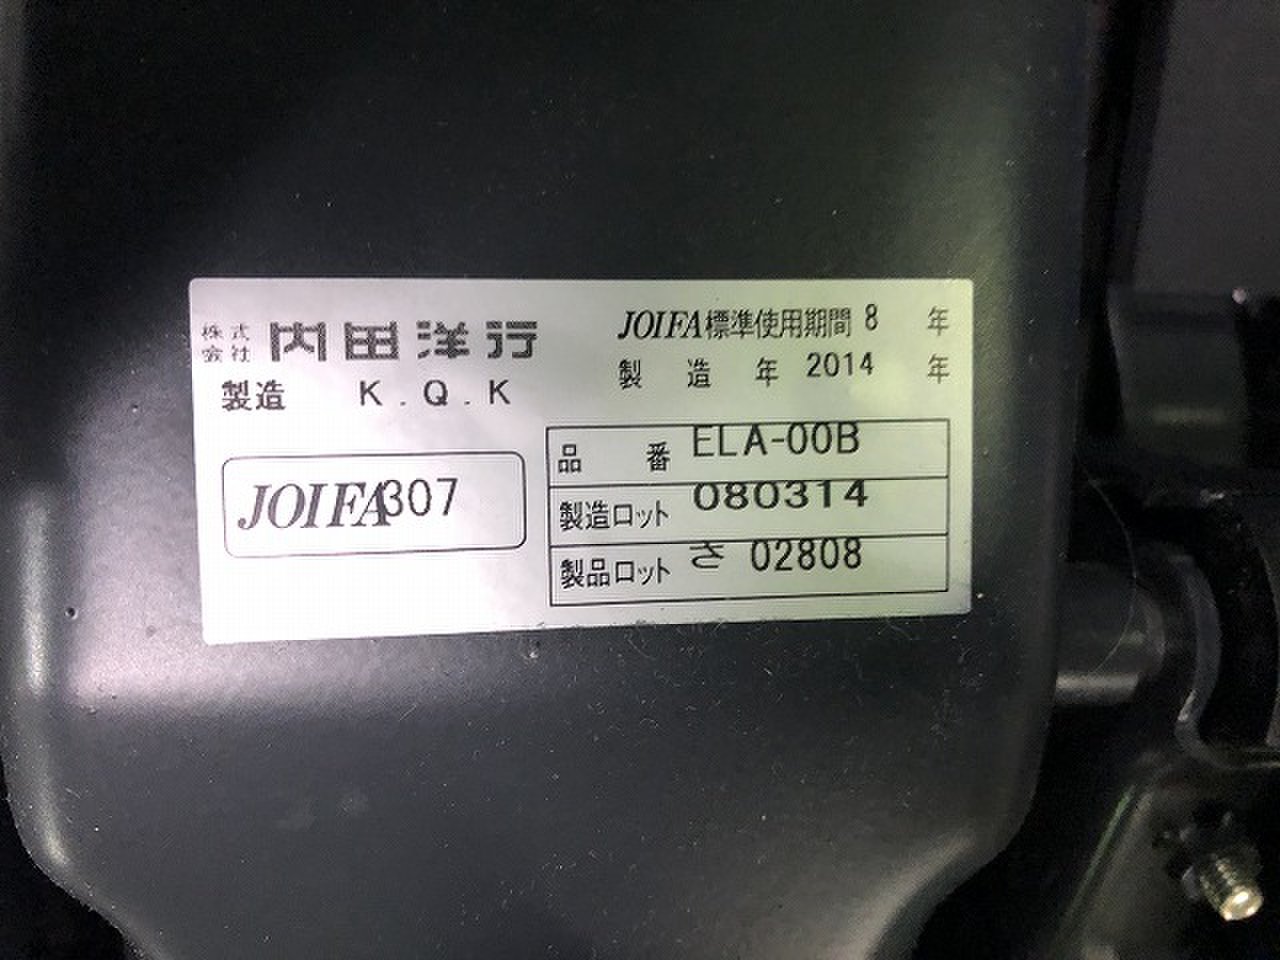 株式会社 内田洋行
製造 K.Q.K
JOIFA307
JOIFA標準使用期間 8 年
製造年 2014 年
品番 ELA-00B
製造ロット 080314
製品ロット さ 02808